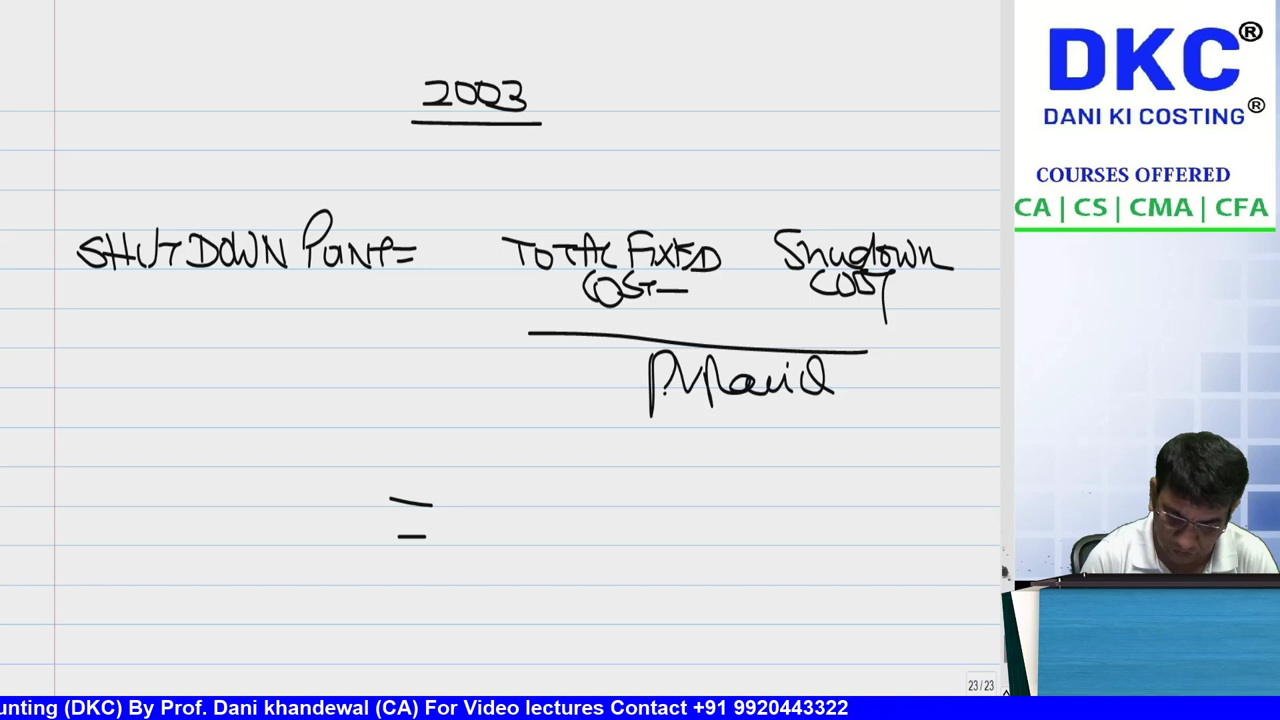 2003
SHUTDOWN POINT =
TOTAL FIXED COST —
Shutdown COST
P.V. Ratio
=
DKC®
DANI KI COSTING®
COURSES OFFERED
CA | CS | CMA | CFA
23 / 23
unting (DKC) By Prof. Dani khandewal (CA) For Video lectures Contact +91 9920443322